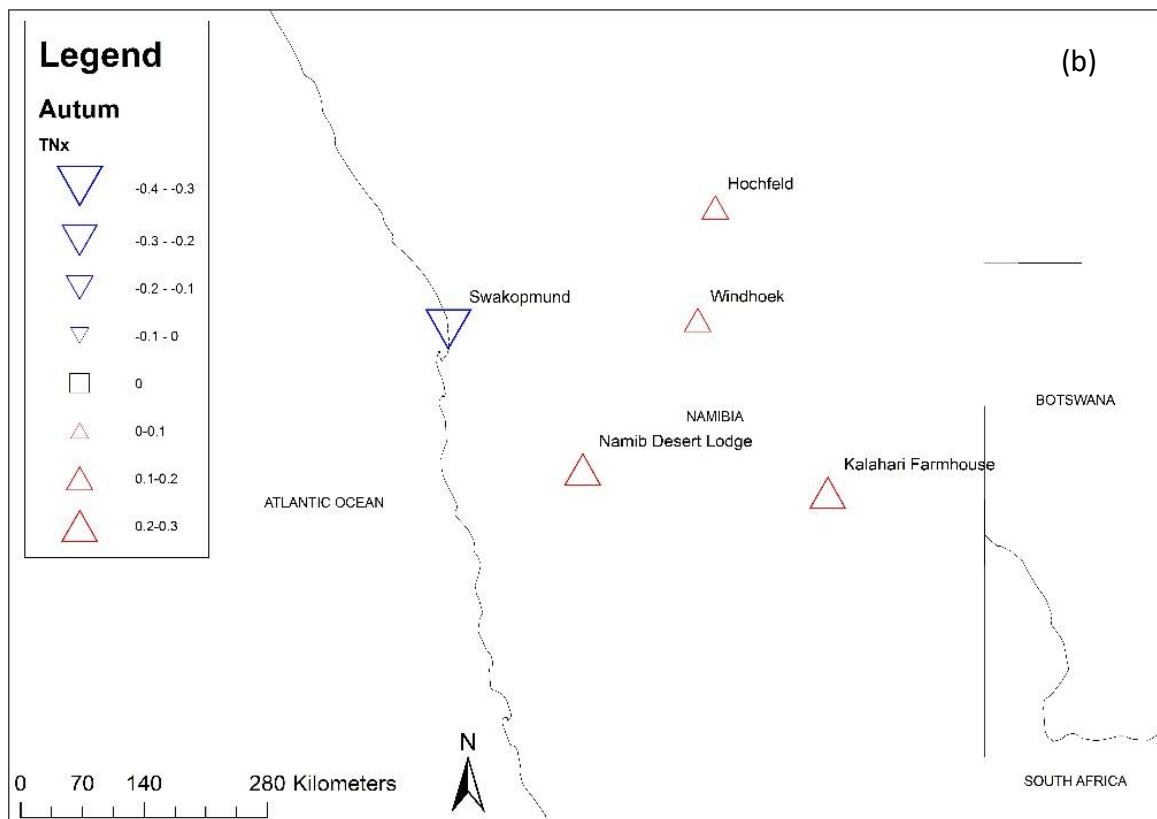 Legend
Autum
TNx
-0.4 - -0.3
-0.3 - -0.2
-0.2 - -0.1
-0.1 - 0
0
0-0.1
0.1-0.2
0.2-0.3
(b)
Hochfeld
Swakopmund
Windhoek
NAMIBIA
BOTSWANA
Namib Desert Lodge
Kalahari Farmhouse
ATLANTIC OCEAN
N
0 70 140 280 Kilometers
SOUTH AFRICA